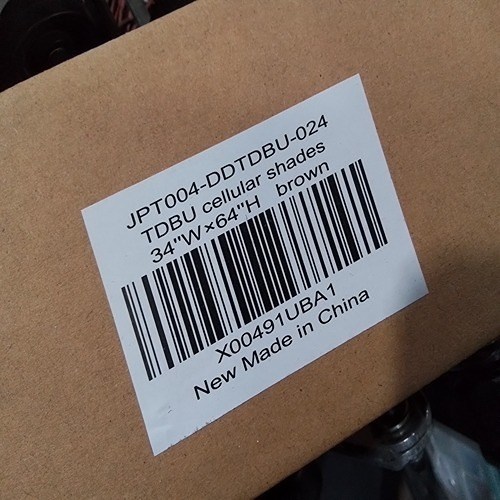 JPT004-DDTDBU-024
TDBU cellular shades
34"W×64"H brown
X00491UBA1
New Made in China